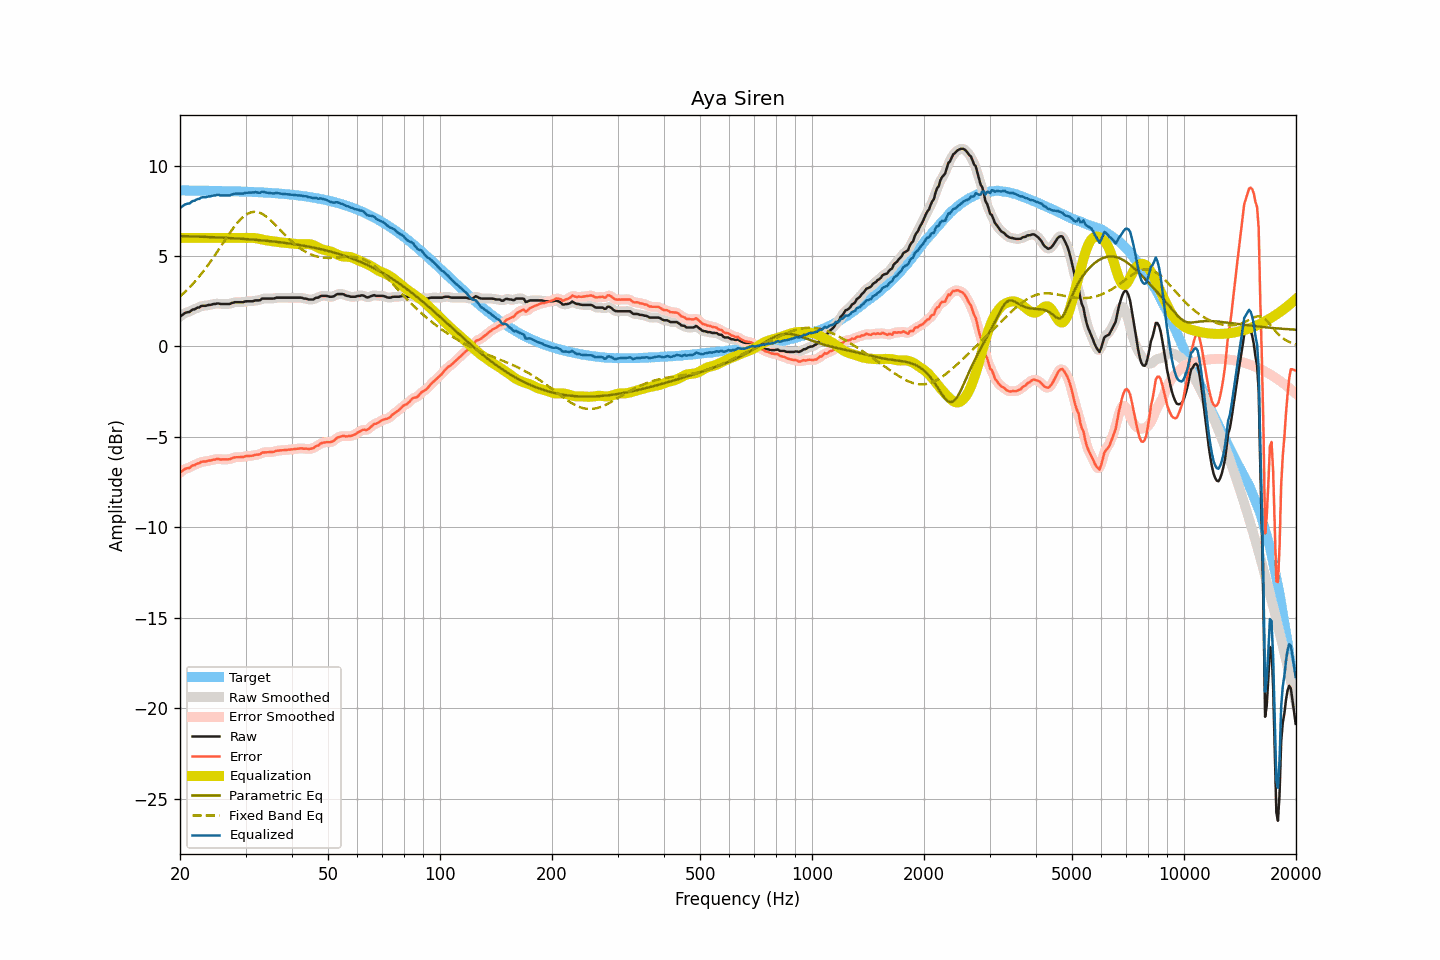 Aya Siren
Amplitude (dBr)
10
5
0
−5
−10
−15
−20
−25
Target
Raw Smoothed
Error Smoothed
Raw
Error
Equalization
Parametric Eq
Fixed Band Eq
Equalized
20 50 100 200 500 1000 2000 5000 10000 20000
Frequency (Hz)